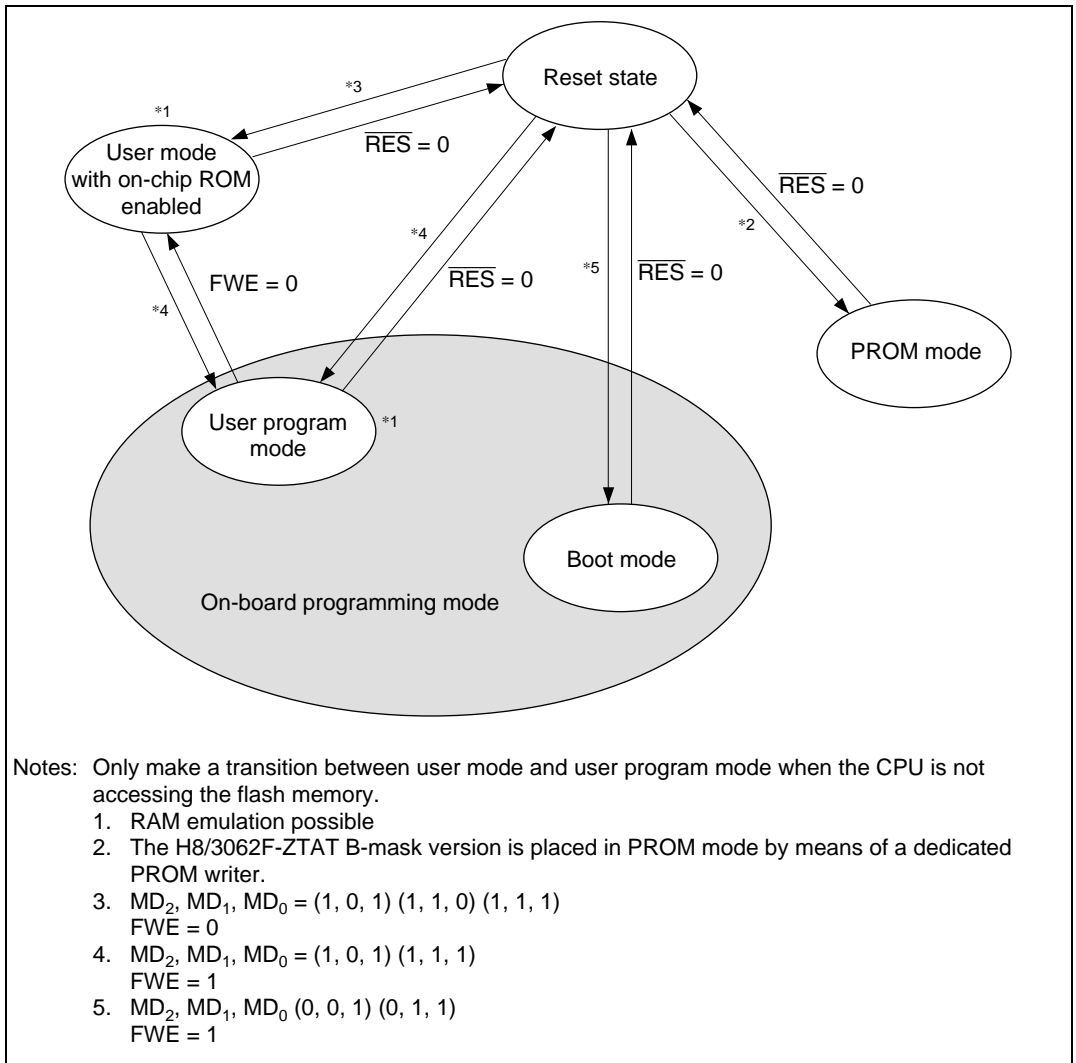 Reset state
*3
*1
RES = 0
User mode
with on-chip ROM
enabled
RES = 0
*2
*4
*5
RES = 0
RES = 0
FWE = 0
*4
PROM mode
User program
mode
*1
Boot mode
On-board programming mode
Notes: Only make a transition between user mode and user program mode when the CPU is not
accessing the flash memory.
1. RAM emulation possible
2. The H8/3062F-ZTAT B-mask version is placed in PROM mode by means of a dedicated
PROM writer.
3. MD2, MD1, MD0 = (1, 0, 1) (1, 1, 0) (1, 1, 1)
FWE = 0
4. MD2, MD1, MD0 = (1, 0, 1) (1, 1, 1)
FWE = 1
5. MD2, MD1, MD0 (0, 0, 1) (0, 1, 1)
FWE = 1